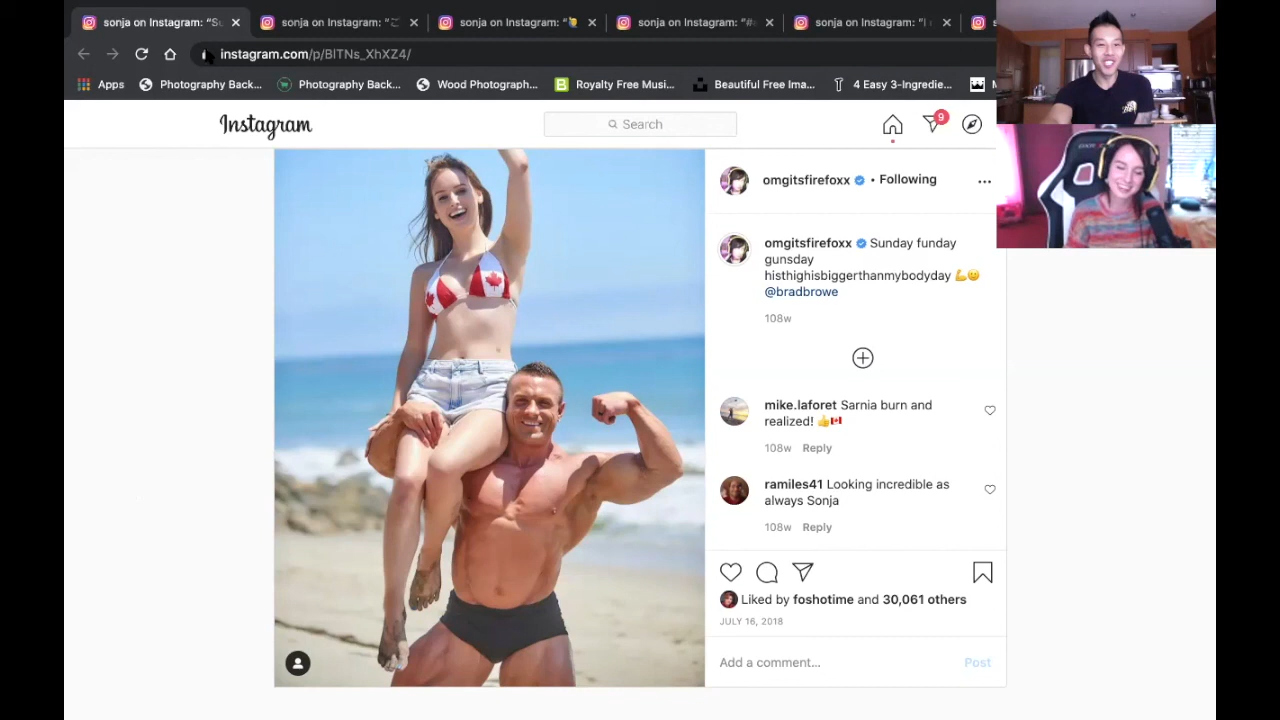 sonja on Instagram: “Su
sonja on Instagram: “こ
sonja on Instagram: “
sonja on Instagram: “#
sonja on Instagram: “I
instagram.com/p/BlTNs_XhXZ4/
Apps
Photography Back...
Photography Back...
Wood Photograph...
Royalty Free Musi...
Beautiful Free Ima...
4 Easy 3-Ingredie...
Instagram
Search
9
omgitsfirefoxx • Following
omgitsfirefoxx Sunday funday
gunsday
histhighisbiggerthanmybodyday 💪
@bradbrowe
108w
mike.laforet Sarnia burn and
realized! 👍🇨🇦
108w Reply
ramiles41 Looking incredible as
always Sonja
108w Reply
Liked by foshotime and 30,061 others
JULY 16, 2018
Add a comment...
Post